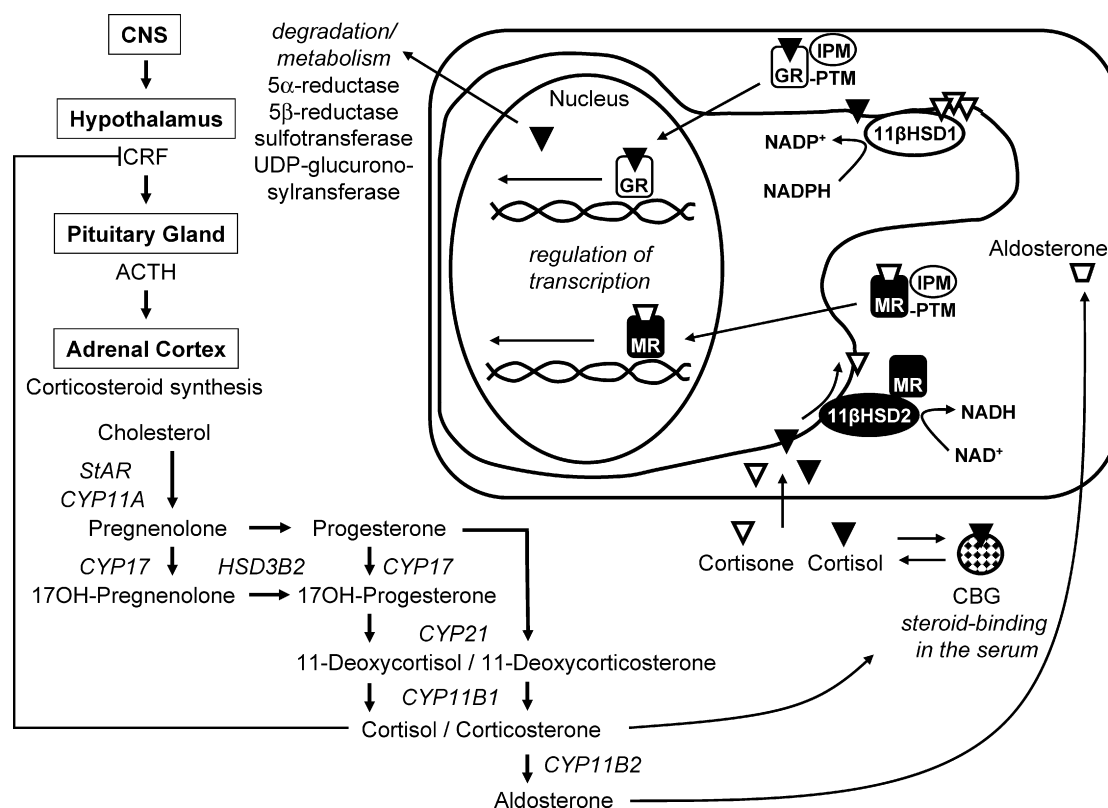 CNS
Hypothalamus
CRF
Pituitary Gland
ACTH
Adrenal Cortex
Corticosteroid synthesis
Cholesterol
StAR
CYP11A
Pregnenolone
Progesterone
CYP17
HSD3B2
CYP17
17OH-Pregnenolone
17OH-Progesterone
CYP21
11-Deoxycortisol / 11-Deoxycorticosterone
CYP11B1
Cortisol / Corticosterone
CYP11B2
Aldosterone
degradation/
metabolism
5α-reductase
5β-reductase
sulfotransferase
UDP-glucurono-
sylransferase
Nucleus
GR
regulation of
transcription
MR
IPM
GR
-PTM
NADP⁺
11βHSD1
NADPH
Aldosterone
IPM
MR
-PTM
MR
11βHSD2
NADH
NAD⁺
Cortisone
Cortisol
CBG
steroid-binding
in the serum